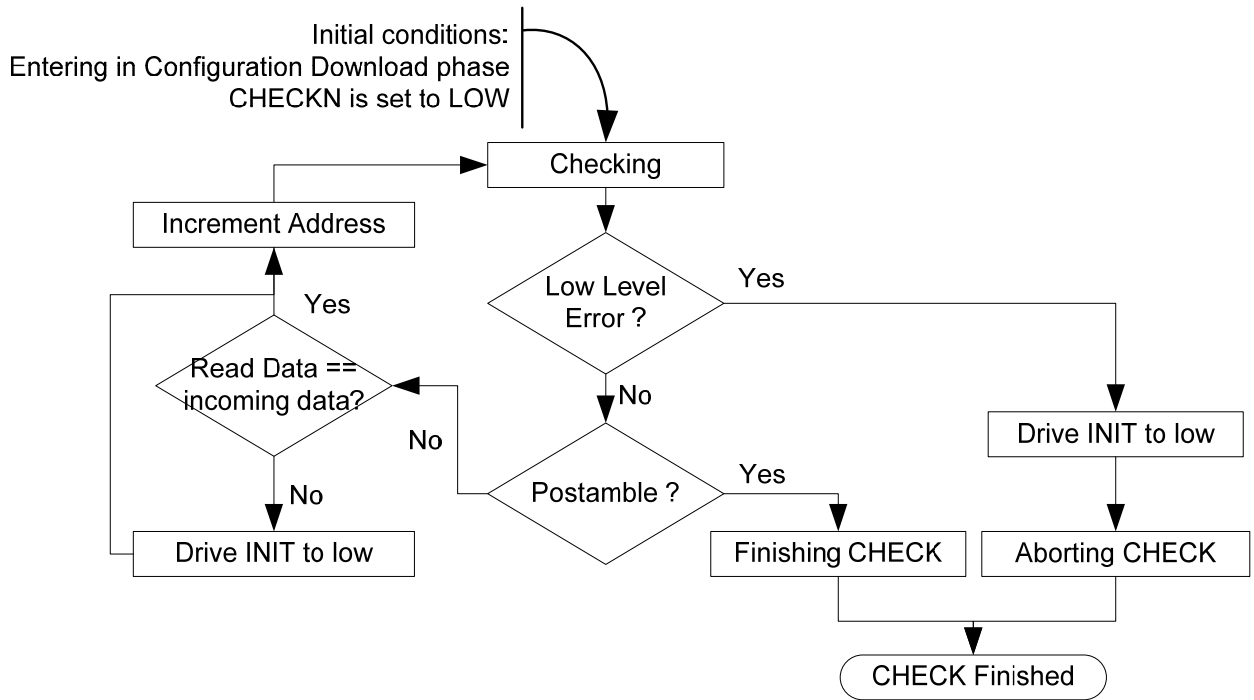 Initial conditions:
Entering in Configuration Download phase
CHECKN is set to LOW
Checking
Increment Address
Low Level
Error ?
Yes
Yes
Read Data ==
incoming data?
No
No
Drive INIT to low
Postamble ?
Yes
No
Drive INIT to low
Finishing CHECK
Aborting CHECK
CHECK Finished